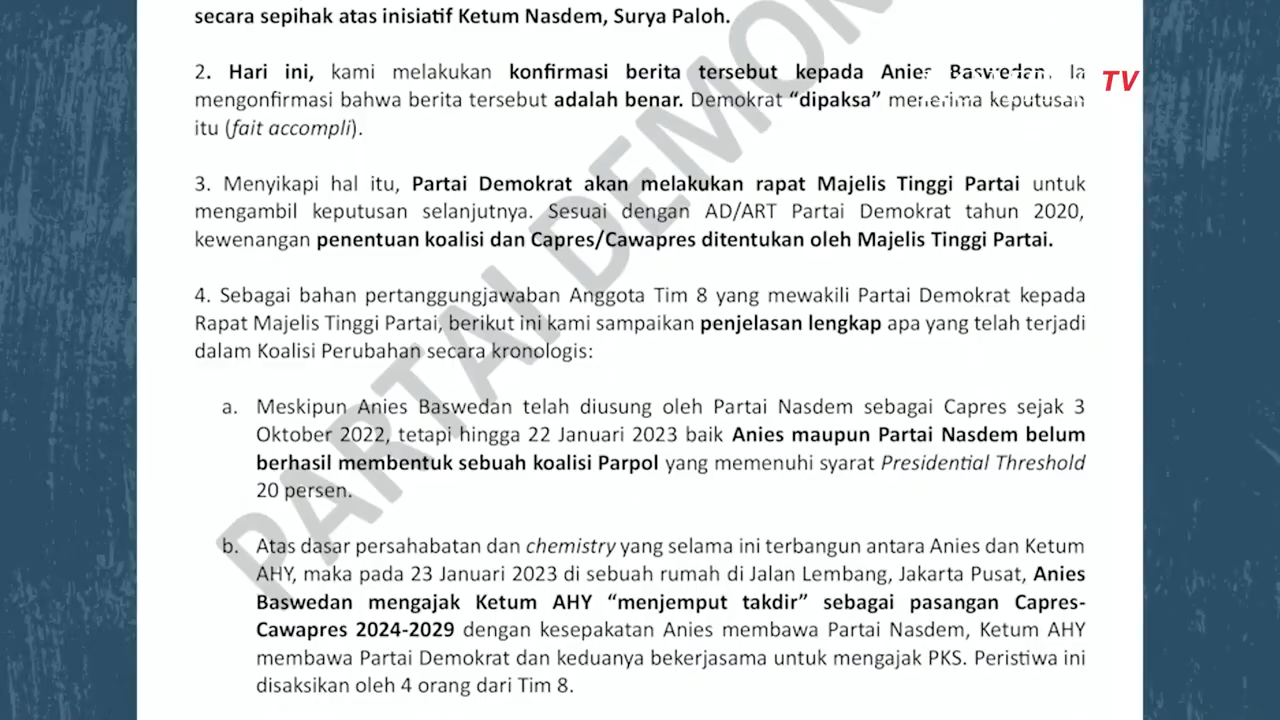 secara sepihak atas inisiatif Ketum Nasdem, Surya Paloh.
2. Hari ini, kami melakukan konfirmasi berita tersebut kepada Anies Baswedan. Ia
TV
mengonfirmasi bahwa berita tersebut adalah benar. Demokrat “dipaksa” menerima keputusan
itu (fait accompli).
3. Menyikapi hal itu, Partai Demokrat akan melakukan rapat Majelis Tinggi Partai untuk
mengambil keputusan selanjutnya. Sesuai dengan AD/ART Partai Demokrat tahun 2020,
kewenangan penentuan koalisi dan Capres/Cawapres ditentukan oleh Majelis Tinggi Partai.
4. Sebagai bahan pertanggungjawaban Anggota Tim 8 yang mewakili Partai Demokrat kepada
Rapat Majelis Tinggi Partai, berikut ini kami sampaikan penjelasan lengkap apa yang telah terjadi
dalam Koalisi Perubahan secara kronologis:
a. Meskipun Anies Baswedan telah diusung oleh Partai Nasdem sebagai Capres sejak 3
Oktober 2022, tetapi hingga 22 Januari 2023 baik Anies maupun Partai Nasdem belum
berhasil membentuk sebuah koalisi Parpol yang memenuhi syarat Presidential Threshold
20 persen.
b. Atas dasar persahabatan dan chemistry yang selama ini terbangun antara Anies dan Ketum
AHY, maka pada 23 Januari 2023 di sebuah rumah di Jalan Lembang, Jakarta Pusat, Anies
Baswedan mengajak Ketum AHY “menjemput takdir” sebagai pasangan Capres-
Cawapres 2024-2029 dengan kesepakatan Anies membawa Partai Nasdem, Ketum AHY
membawa Partai Demokrat dan keduanya bekerjasama untuk mengajak PKS. Peristiwa ini
disaksikan oleh 4 orang dari Tim 8.
PARTAI DEMO